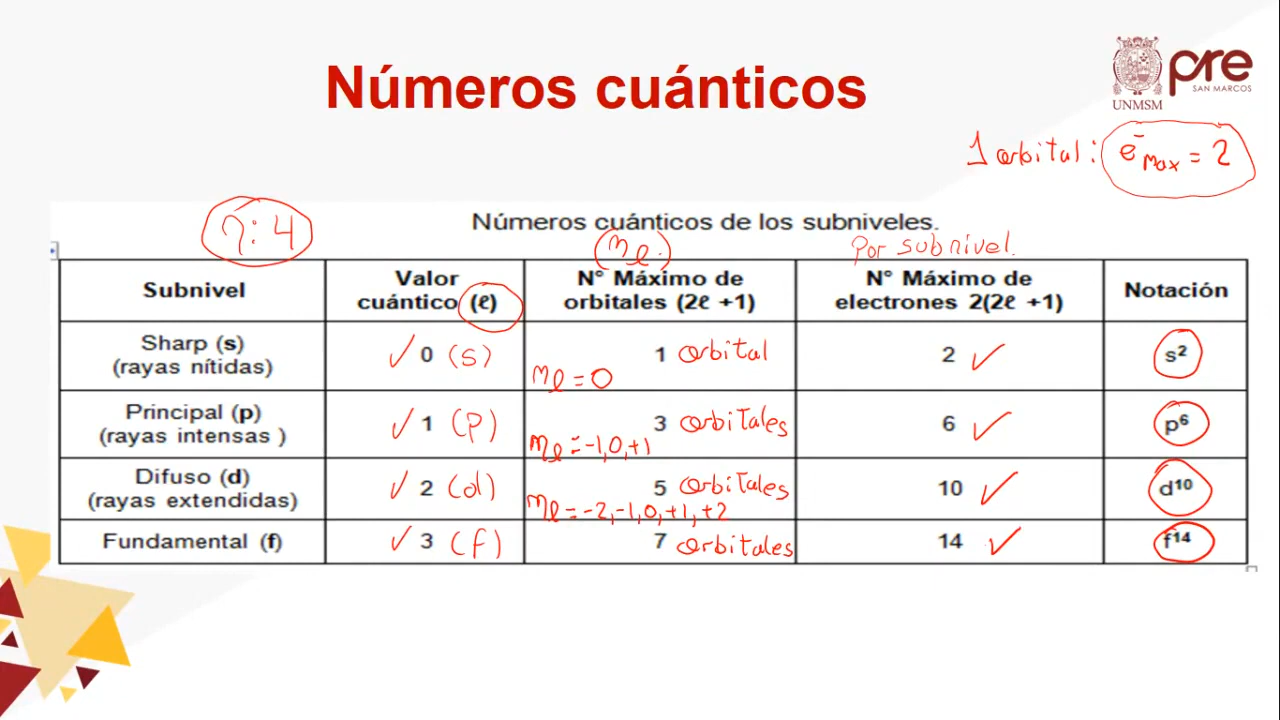 Números cuánticos
pre
SAN MARCOS
UNMSM
1 orbital: e⁻ Max = 2
n: 4
Números cuánticos de los subniveles.
(mℓ.)
Por subnivel.
Subnivel
Valor
cuántico (ℓ)
N° Máximo de
orbitales (2ℓ +1)
N° Máximo de
electrones 2(2ℓ +1)
Notación
Sharp (s)
(rayas nítidas)
✓ 0 (s)
1 orbital
mℓ = 0
2 ✓
s²
Principal (p)
(rayas intensas )
✓ 1 (p)
3 orbitales
mℓ = -1, 0, +1
6 ✓
p⁶
Difuso (d)
(rayas extendidas)
✓ 2 (d)
5 orbitales
mℓ = -2, -1, 0, +1, +2
10 ✓
d¹⁰
Fundamental (f)
✓ 3 (f)
7 orbitales
14 ✓
f¹⁴